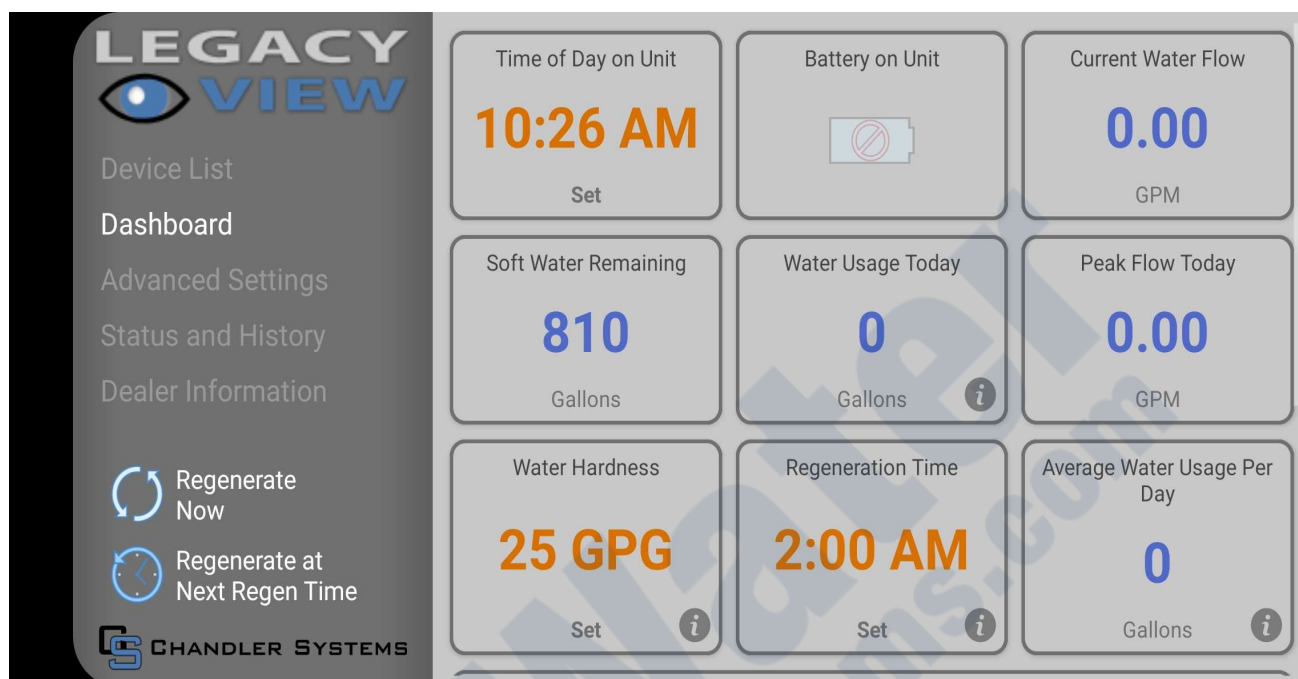 LEGACY
VIEW
Device List
Dashboard
Advanced Settings
Status and History
Dealer Information
Regenerate
Now
Regenerate at
Next Regen Time
CHANDLER SYSTEMS
Time of Day on Unit
10:26 AM
Set
Battery on Unit
Current Water Flow
0.00
GPM
Soft Water Remaining
810
Gallons
Water Usage Today
0
Gallons
i
Peak Flow Today
0.00
GPM
Water Hardness
25 GPG
Set
i
Regeneration Time
2:00 AM
Set
i
Average Water Usage Per
Day
0
Gallons
i
Water
ms.com